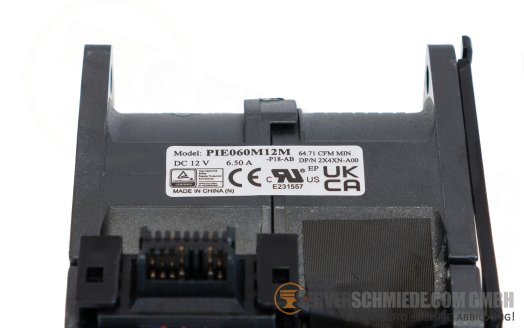 Model: PIE060M12M 64.71 CFM MIN
-P18-AB DP/N 2X4XN-A00
DC 12 V 6.50 A
EP
CE
C US
UK
CA
E231557
MADE IN CHINA (N)
SERVERSCHMIEDE.COM GMBH